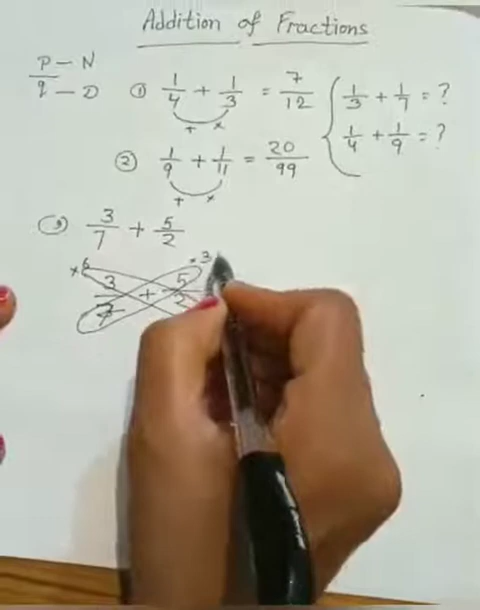 Addition of Fractions
P – N
q – D
① 1/4 + 1/3 = 7/12
+ ×
② 1/9 + 1/11 = 20/99
+ ×
1/3 + 1/7 = ?
1/4 + 1/9 = ?
③ 3/7 + 5/2
×6 ×3
3/7 + 5/2